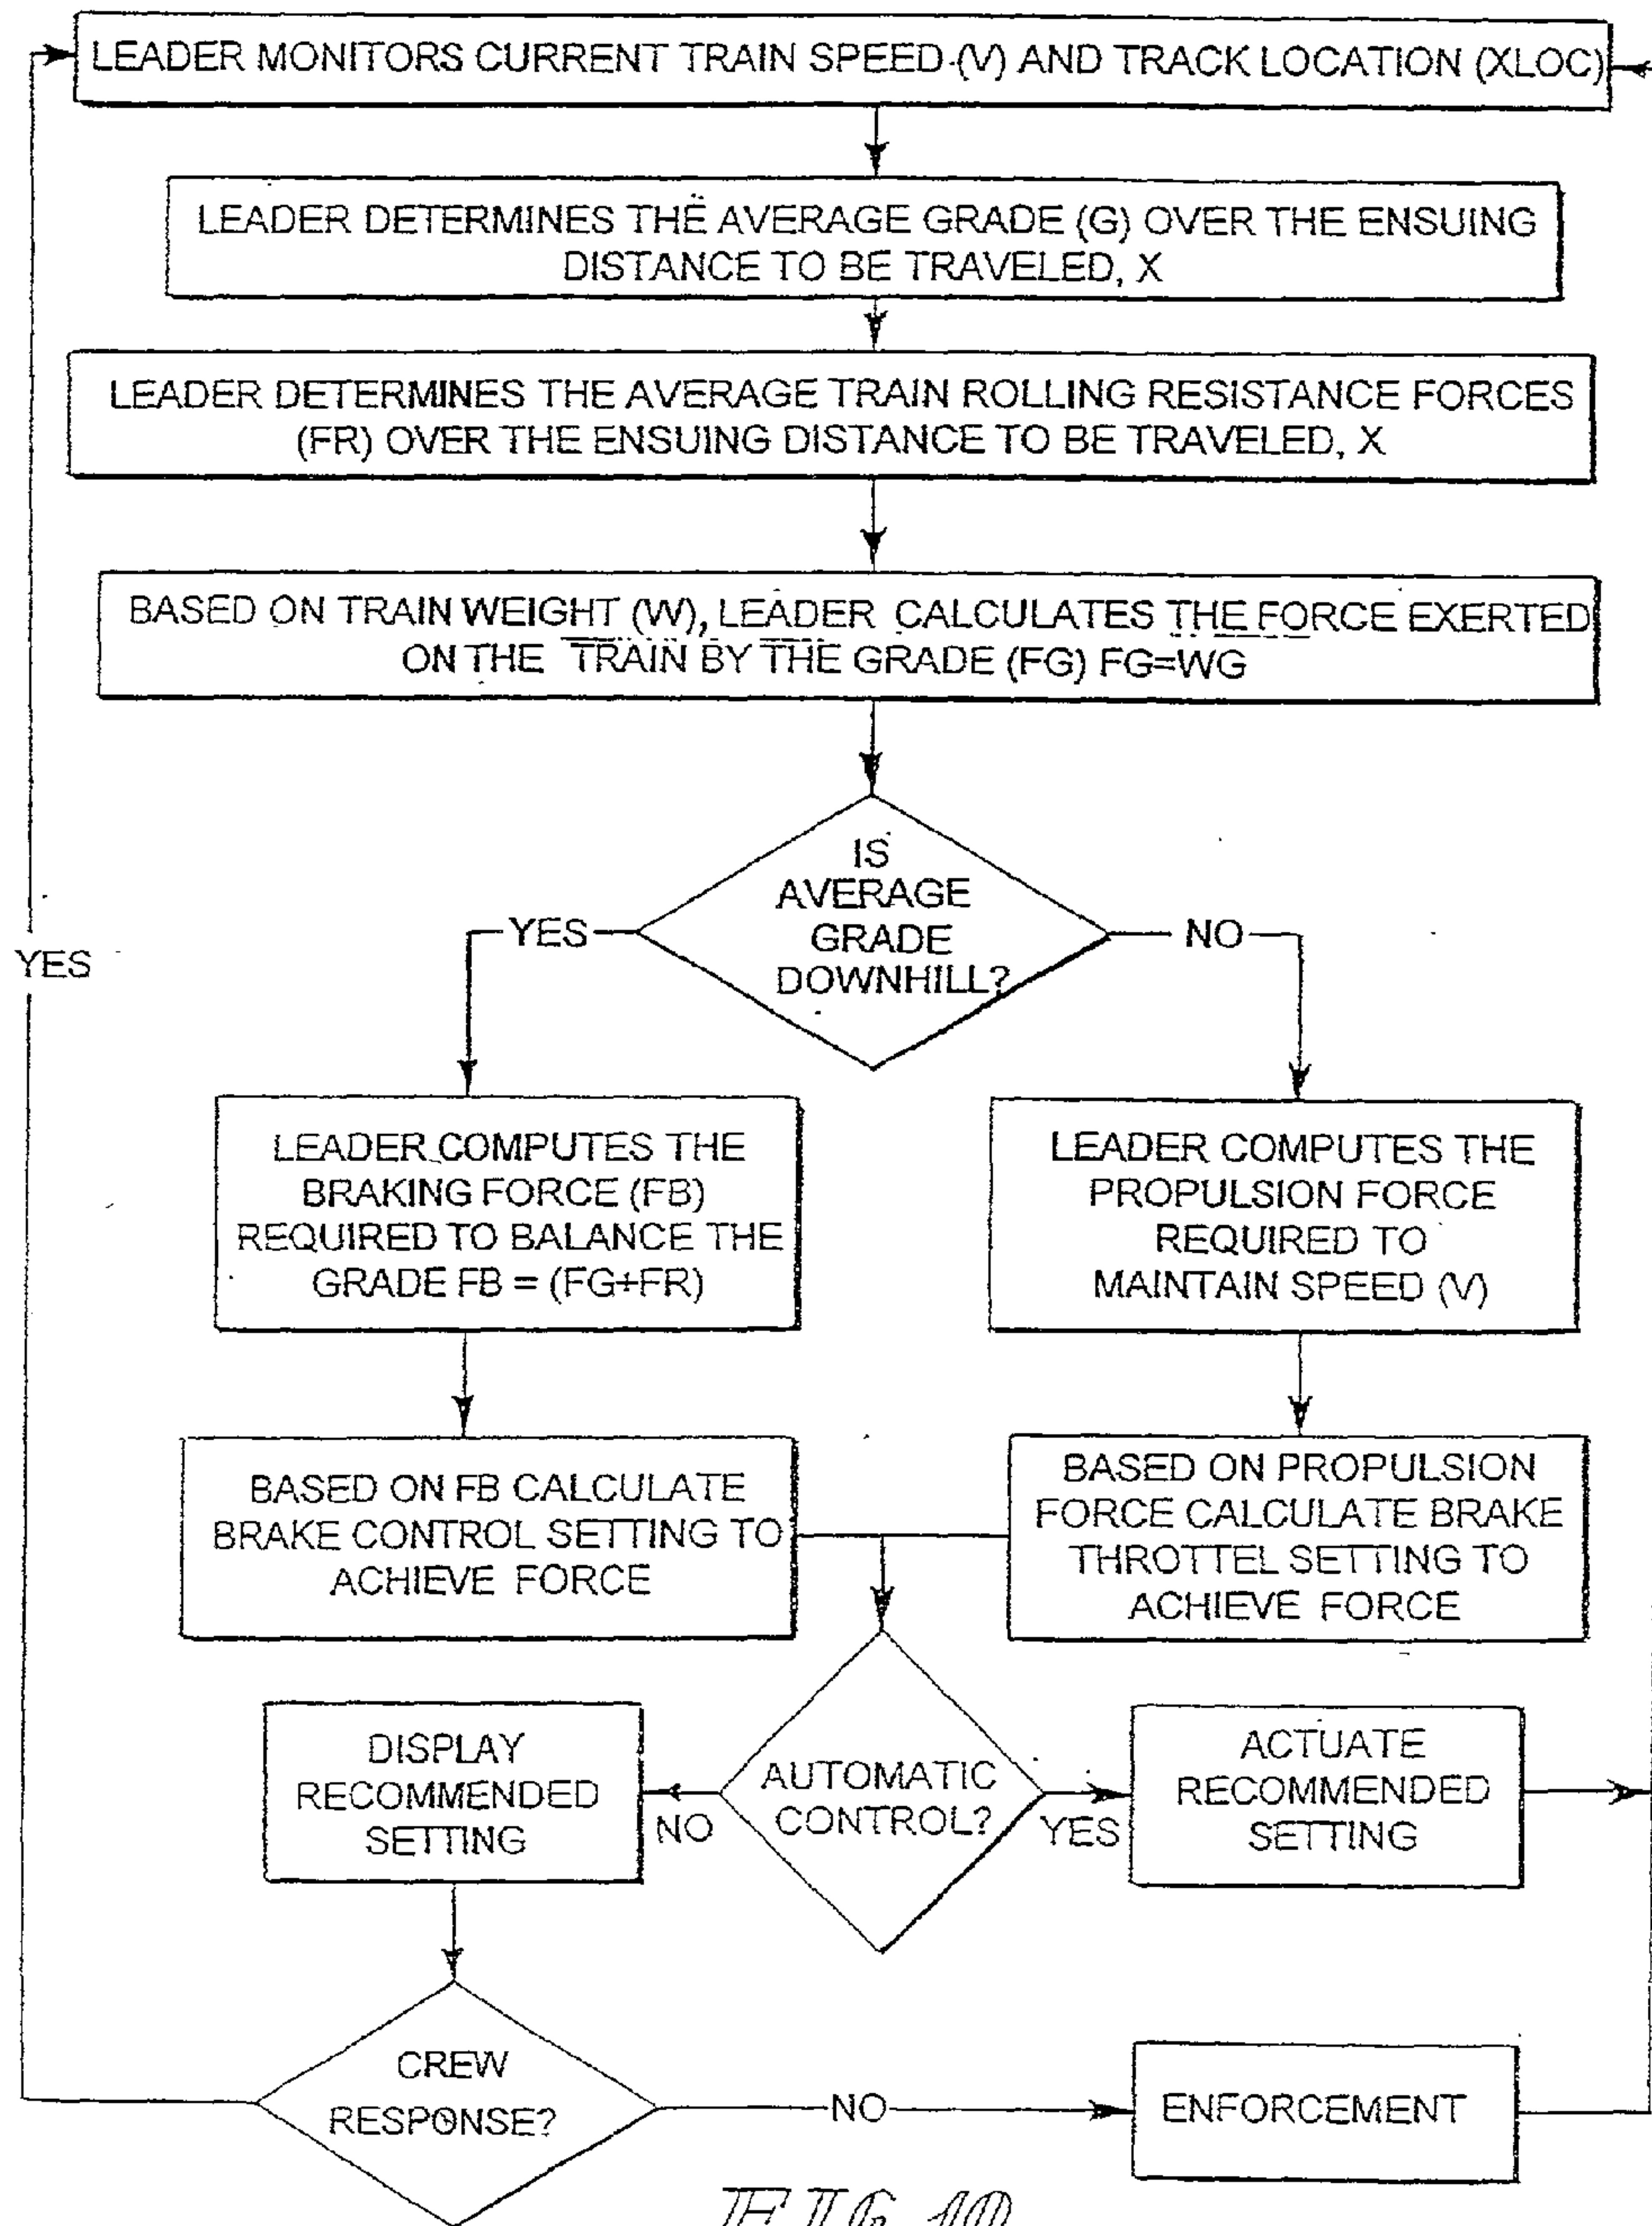 LEADER MONITORS CURRENT TRAIN SPEED (V) AND TRACK LOCATION (XLOC)
LEADER DETERMINES THE AVERAGE GRADE (G) OVER THE ENSUING
DISTANCE TO BE TRAVELED, X
LEADER DETERMINES THE AVERAGE TRAIN ROLLING RESISTANCE FORCES
(FR) OVER THE ENSUING DISTANCE TO BE TRAVELED, X
BASED ON TRAIN WEIGHT (W), LEADER CALCULATES THE FORCE EXERTED
ON THE TRAIN BY THE GRADE (FG) FG=WG
IS
AVERAGE
GRADE
DOWNHILL?
YES
NO
YES
LEADER COMPUTES THE
BRAKING FORCE (FB)
REQUIRED TO BALANCE THE
GRADE FB = (FG+FR)
LEADER COMPUTES THE
PROPULSION FORCE
REQUIRED TO
MAINTAIN SPEED (V)
BASED ON FB CALCULATE
BRAKE CONTROL SETTING TO
ACHIEVE FORCE
BASED ON PROPULSION
FORCE CALCULATE BRAKE
THROTTEL SETTING TO
ACHIEVE FORCE
DISPLAY
RECOMMENDED
SETTING
NO
AUTOMATIC
CONTROL?
YES
ACTUATE
RECOMMENDED
SETTING
CREW
RESPONSE?
NO
ENFORCEMENT
FIG 10